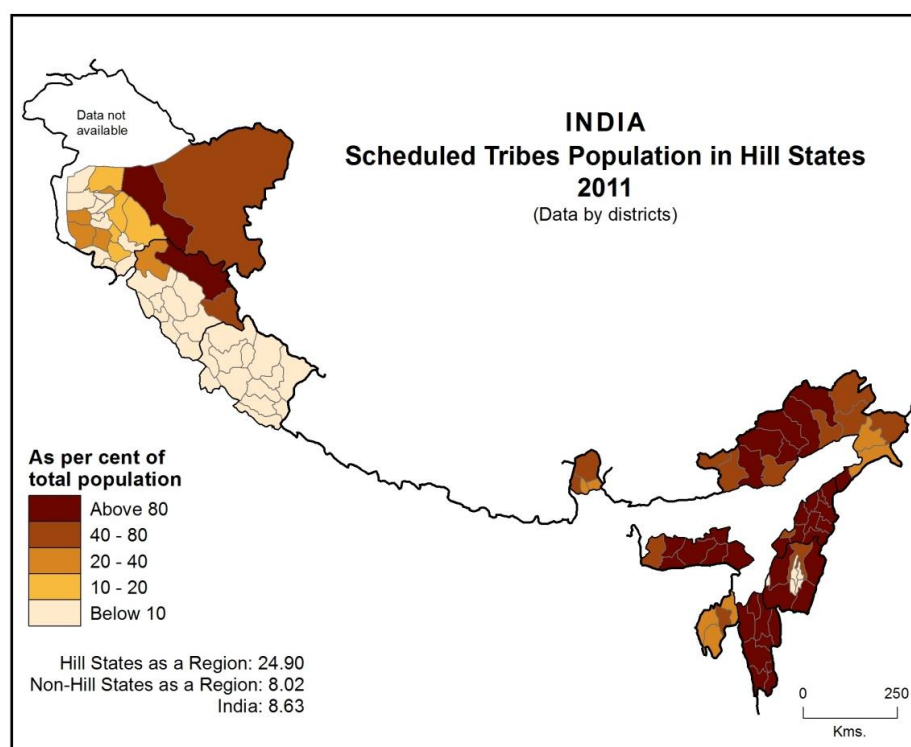 Data not
available
INDIA
Scheduled Tribes Population in Hill States
2011
(Data by districts)
As per cent of
total population
Above 80
40 - 80
20 - 40
10 - 20
Below 10
Hill States as a Region: 24.90
Non-Hill States as a Region: 8.02
India: 8.63
0 250
Kms.